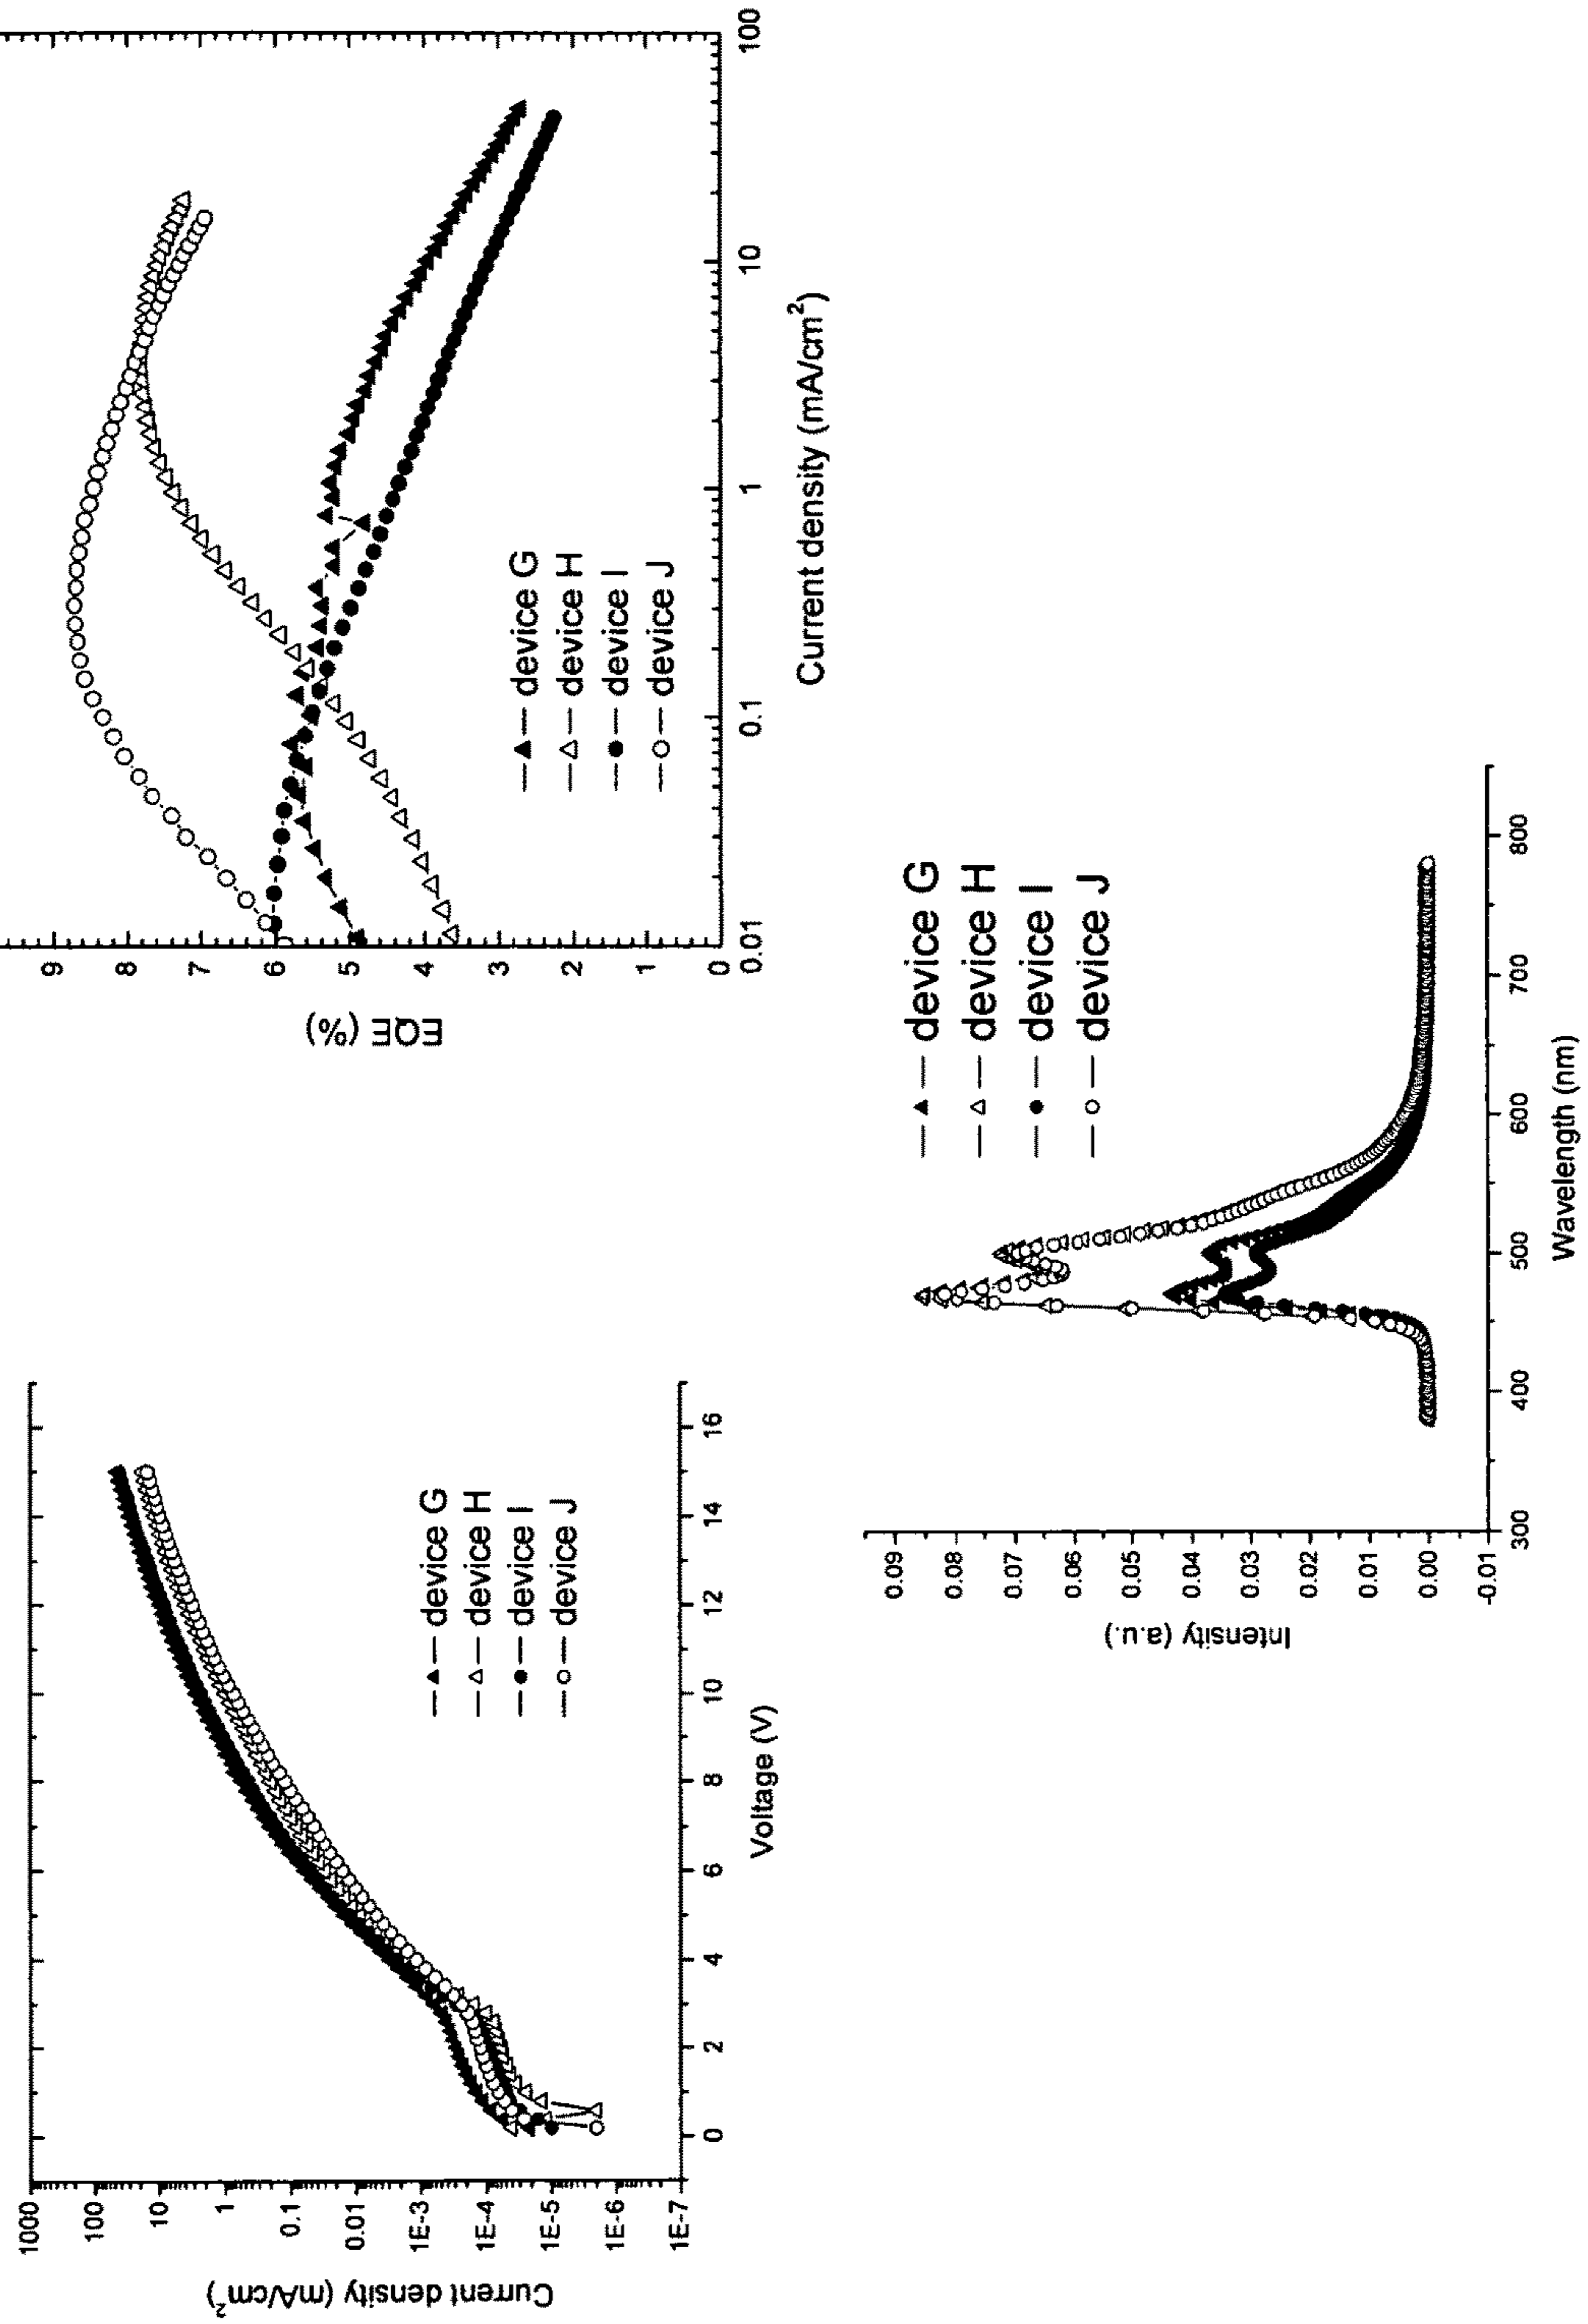 1000
100
10
1
0.1
0.01
1E-3
1E-4
1E-5
1E-6
1E-7
Current density (mA/cm²)
0 2 4 6 8 10 12 14 16
Voltage (V)
device G
device H
device I
device J
9
8
7
6
5
4
3
2
1
0
EQE (%)
0.01 0.1 1 10 100
Current density (mA/cm²)
device G
device H
device I
device J
0.09
0.08
0.07
0.06
0.05
0.04
0.03
0.02
0.01
0.00
-0.01
Intensity (a.u.)
300 400 500 600 700 800
Wavelength (nm)
device G
device H
device I
device J